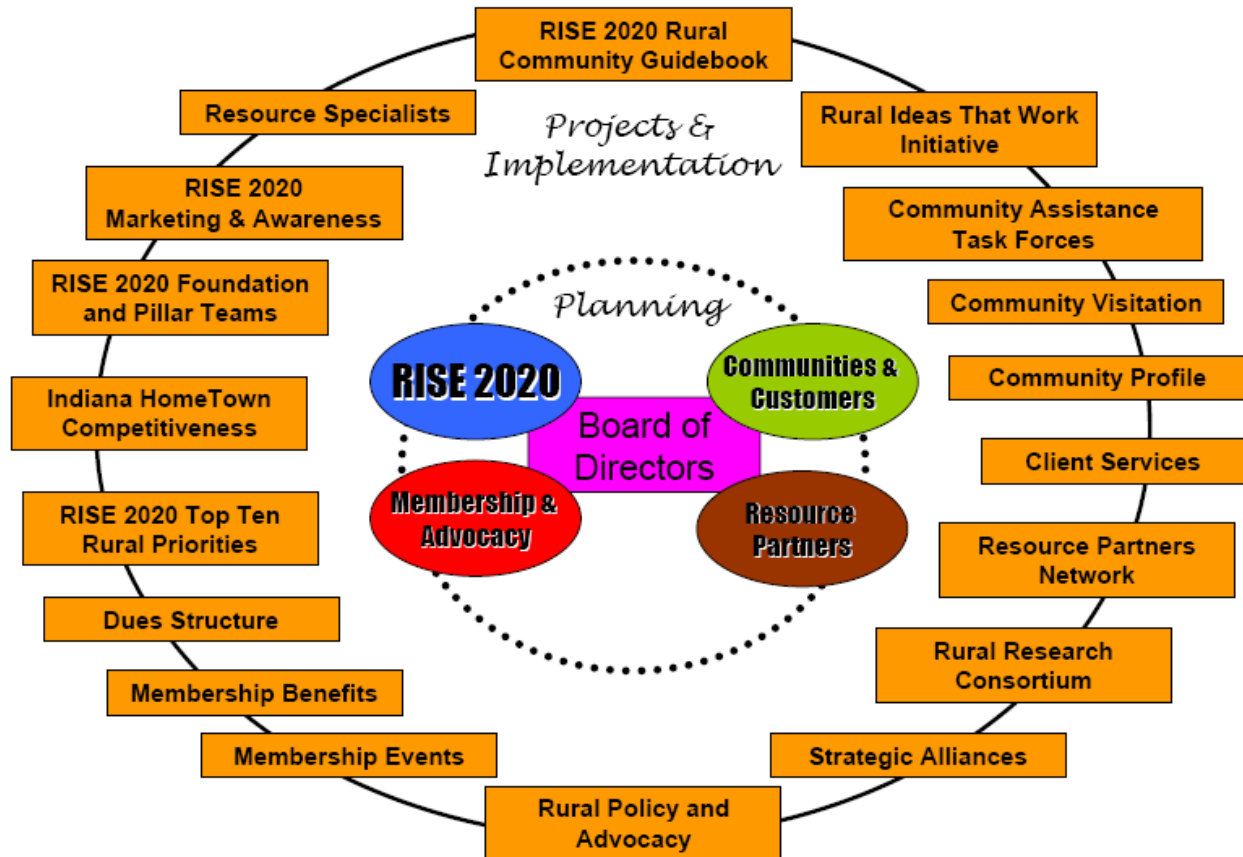 RISE 2020 Rural
Community Guidebook
Resource Specialists
Projects &
Implementation
Rural Ideas That Work
Initiative
RISE 2020
Marketing & Awareness
Community Assistance
Task Forces
RISE 2020 Foundation
and Pillar Teams
Planning
Community Visitation
RISE 2020
Communities &
Customers
Indiana HomeTown
Competitiveness
Board of
Directors
Community Profile
Client Services
Membership &
Advocacy
Resource
Partners
RISE 2020 Top Ten
Rural Priorities
Resource Partners
Network
Dues Structure
Rural Research
Consortium
Membership Benefits
Membership Events
Strategic Alliances
Rural Policy and
Advocacy